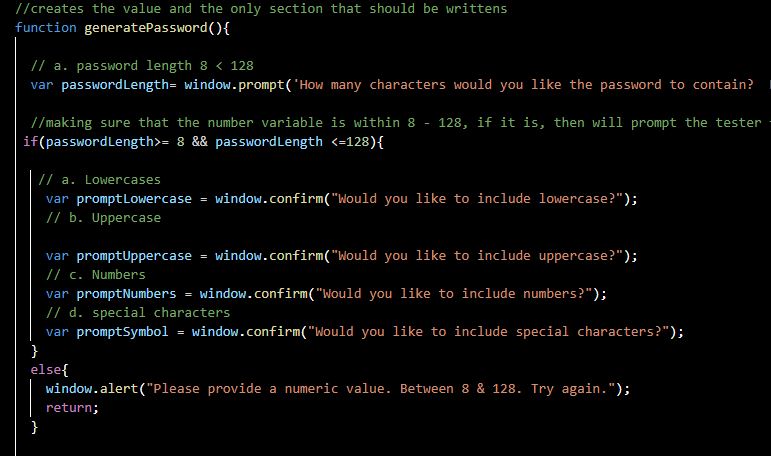 //creates the value and the only section that should be writtens
function generatePassword(){
// a. password length 8 < 128
var passwordLength= window.prompt('How many characters would you like the password to contain?
//making sure that the number variable is within 8 - 128, if it is, then will prompt the tester
if(passwordLength>= 8 && passwordLength <=128){
// a. Lowercases
var promptLowercase = window.confirm("Would you like to include lowercase?");
// b. Uppercase
var promptUppercase = window.confirm("Would you like to include uppercase?");
// c. Numbers
var promptNumbers = window.confirm("Would you like to include numbers?");
// d. special characters
var promptSymbol = window.confirm("Would you like to include special characters?");
}
else{
window.alert("Please provide a numeric value. Between 8 & 128. Try again.");
return;
}